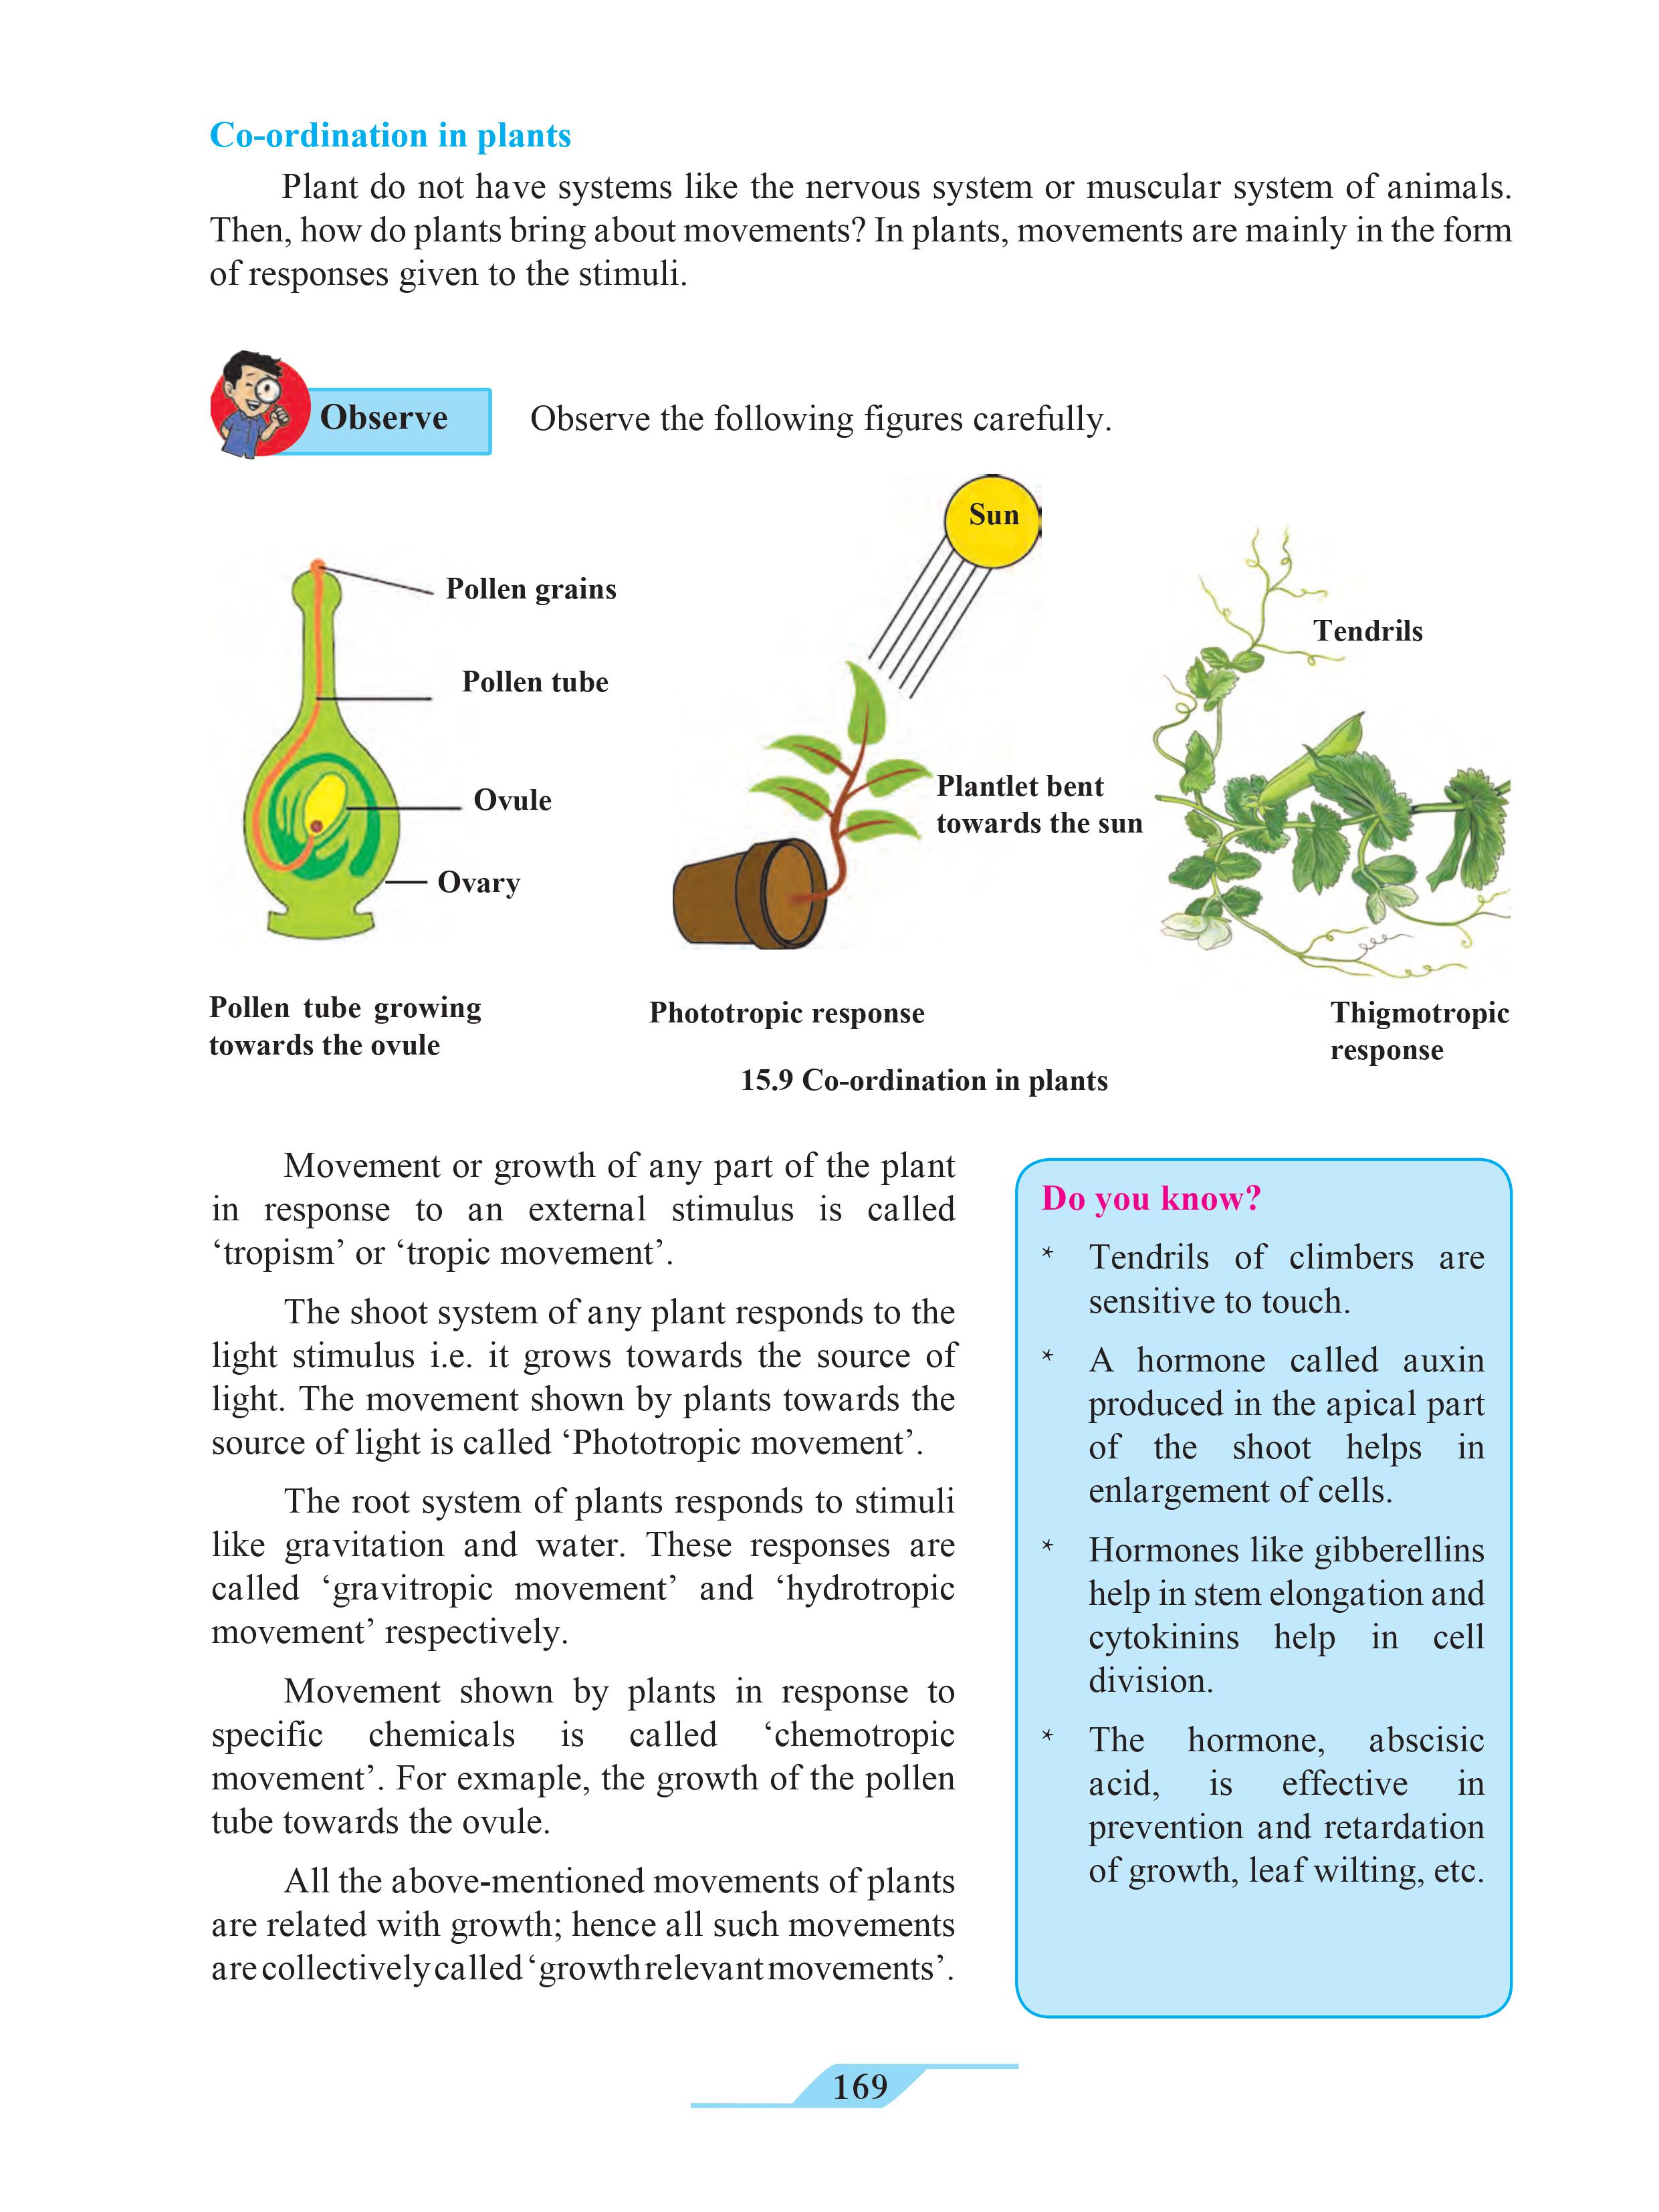 Co-ordination in plants
Plant do not have systems like the nervous system or muscular system of animals.
Then, how do plants bring about movements? In plants, movements are mainly in the form
of responses given to the stimuli.
Observe
Observe the following figures carefully.
Sun
Pollen grains
Tendrils
Pollen tube
Plantlet bent
towards the sun
Ovule
Ovary
Pollen tube growing
towards the ovule
Phototropic response
Thigmotropic
response
15.9 Co-ordination in plants
Movement or growth of any part of the plant
in response to an external stimulus is called
‘tropism’ or ‘tropic movement’.
The shoot system of any plant responds to the
light stimulus i.e. it grows towards the source of
light. The movement shown by plants towards the
source of light is called ‘Phototropic movement’.
The root system of plants responds to stimuli
like gravitation and water. These responses are
called ‘gravitropic movement’ and ‘hydrotropic
movement’ respectively.
Movement shown by plants in response to
specific chemicals is called ‘chemotropic
movement’. For exmaple, the growth of the pollen
tube towards the ovule.
All the above-mentioned movements of plants
are related with growth; hence all such movements
are collectively called ‘growth relevant movements’.
Do you know?
* Tendrils of climbers are
sensitive to touch.
* A hormone called auxin
produced in the apical part
of the shoot helps in
enlargement of cells.
* Hormones like gibberellins
help in stem elongation and
cytokinins help in cell
division.
* The hormone, abscisic
acid, is effective in
prevention and retardation
of growth, leaf wilting, etc.
169